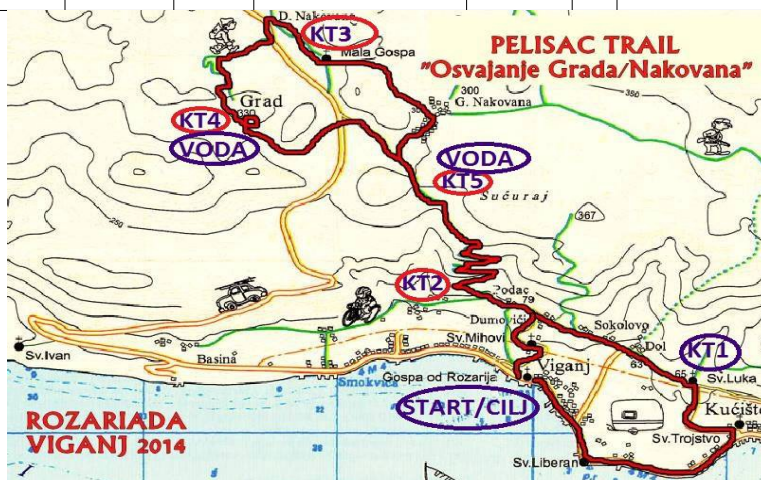 D. Nakovana
KT3
Mala Gospa
PELISAC TRAIL
"Osvajanje Grada/Nakovana"
350
300
G. Nakovana
Grad
330
KT4
VODA
VODA
KT5
Sućuraj
367
250
KT2
Podac
79
Dumovići
Sokolovo
Sv.Mihovi
Dol
63
KT1
65
Sv.Luka
Sv.Ivan
Basina
Smokvica
Gospa od Rozarija
Viganj
START/CILJ
Kućište
Sv.Trojstvo
Sv.Liberan
ROZARIADA
VIGANJ 2014